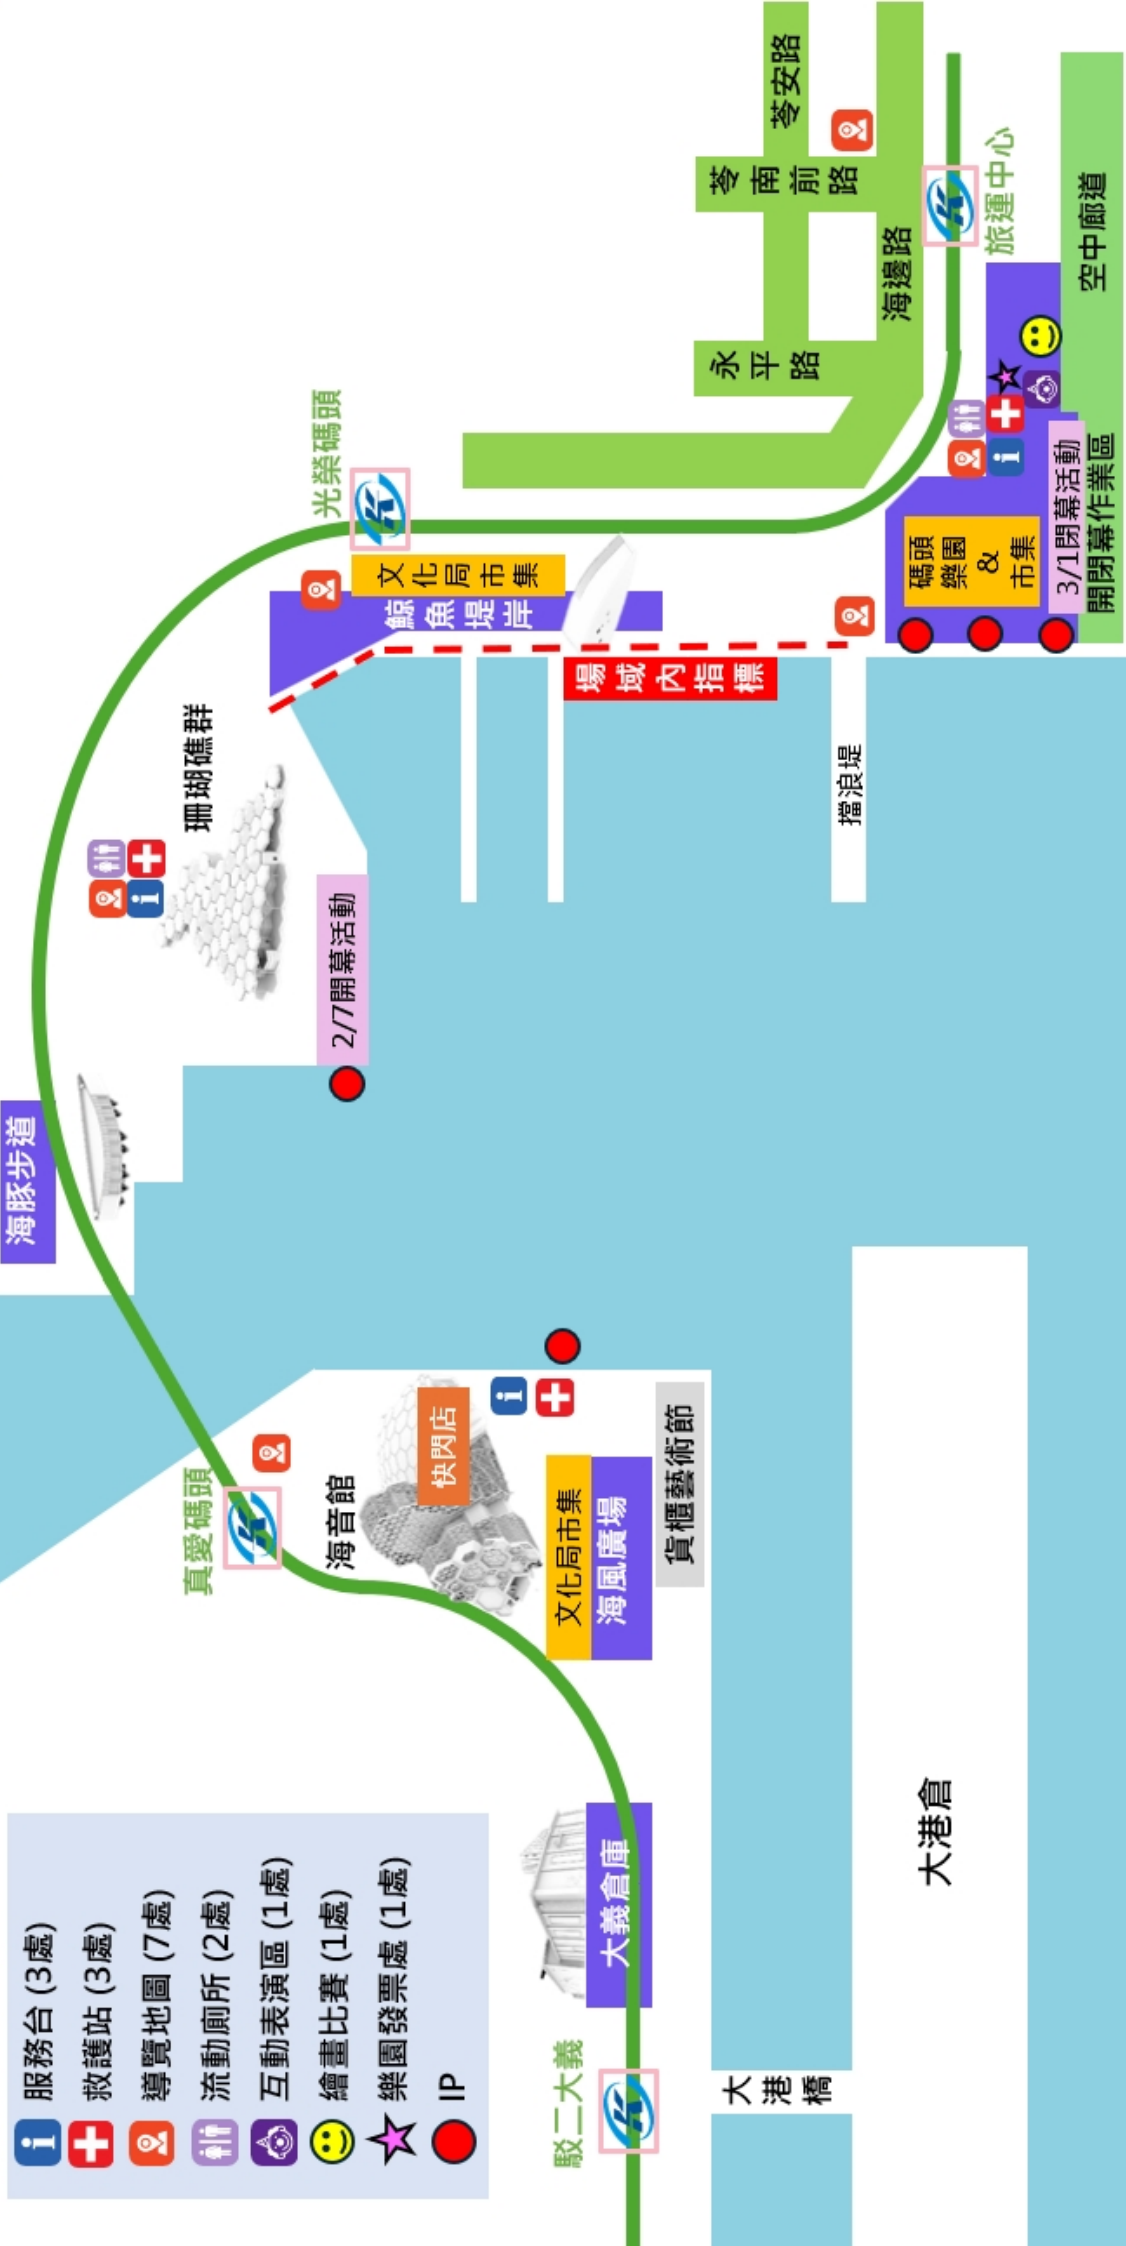 服務台 (3處)
救護站 (3處)
導覽地圖 (7處)
流動廁所 (2處)
互動表演區 (1處)
繪畫比賽 (1處)
樂園發票處 (1處)
IP
駁二大義
大義倉庫
大港橋
大港倉
真愛碼頭
海音館
快閃店
文化局市集
海風廣場
貨櫃藝術節
海豚步道
珊瑚礁群
2/7開幕活動
光榮碼頭
文化局市集
鯨魚堤岸
場域內指標
擋浪堤
永平路
苓南前路
苓安路
海邊路
旅運中心
碼頭
樂園
&
市集
3/1閉幕活動
開閉幕作業區
空中廊道